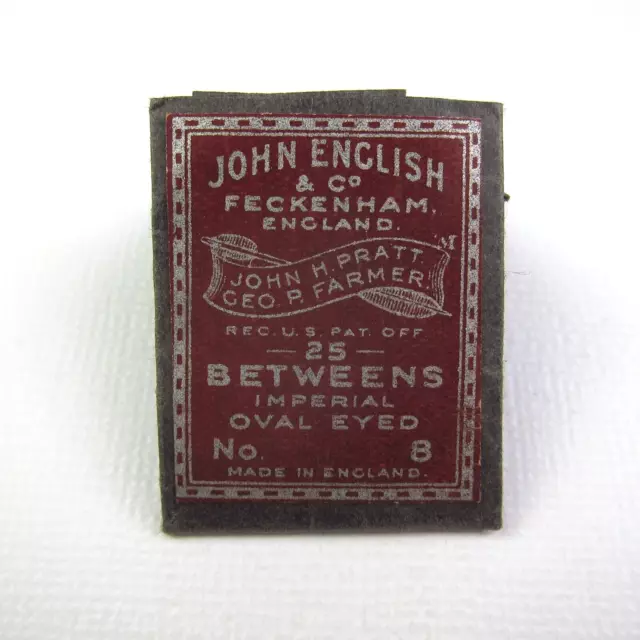 JOHN ENGLISH
& Co
FECKENHAM.
ENGLAND.
JOHN H. PRATT.
GEO. P. FARMER.
REC. U.S. PAT. OFF
— 25 —
BETWEENS
IMPERIAL
OVAL EYED
No. 8
MADE IN ENGLAND.